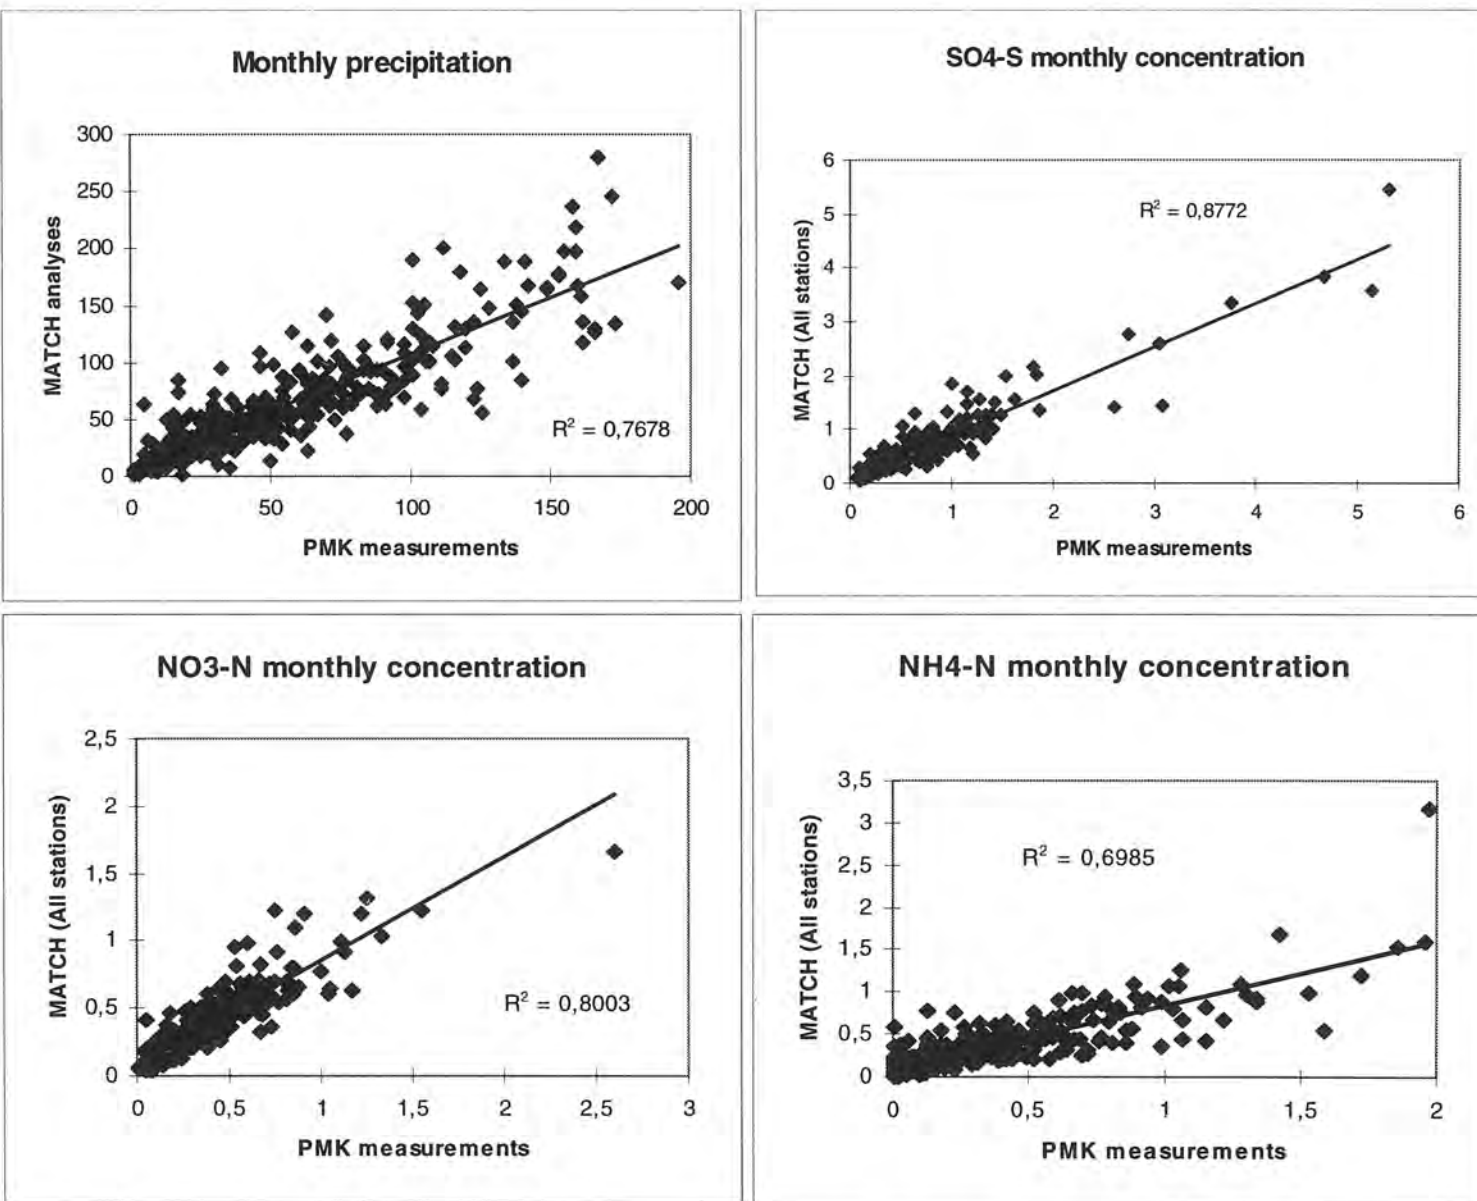 Monthly precipitation
300
250
200
150
100
50
0
MATCH analyses
R² = 0,7678
0 50 100 150 200
PMK measurements
SO4-S monthly concentration
6
5
4
3
2
1
0
MATCH (All stations)
R² = 0,8772
0 1 2 3 4 5 6
PMK measurements
NO3-N monthly concentration
2,5
2
1,5
1
0,5
0
MATCH (All stations)
R² = 0,8003
0 0,5 1 1,5 2 2,5 3
PMK measurements
NH4-N monthly concentration
3,5
3
2,5
2
1,5
1
0,5
0
MATCH (All stations)
R² = 0,6985
0 0,5 1 1,5 2
PMK measurements